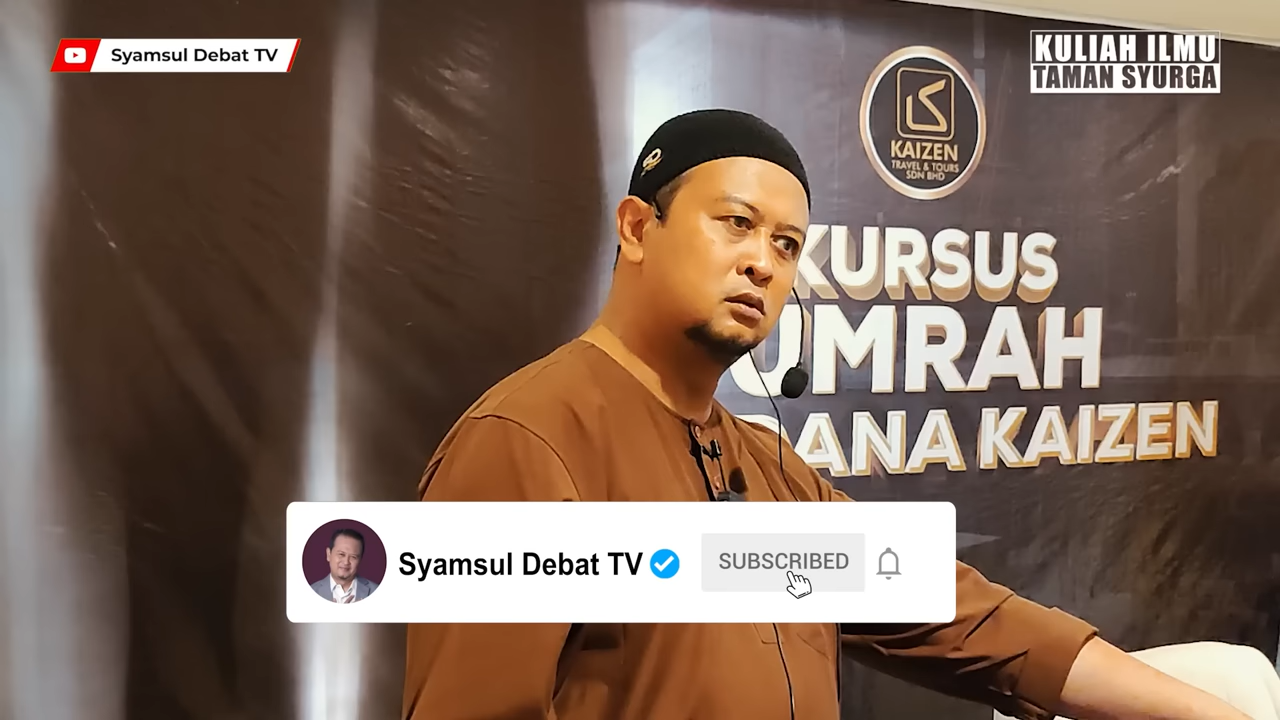 Syamsul Debat TV
KULIAH ILMU
TAMAN SYURGA
KAIZEN
TRAVEL & TOURS
SDN BHD
KURSUS
UMRAH
DANA KAIZEN
Syamsul Debat TV
SUBSCRIBED